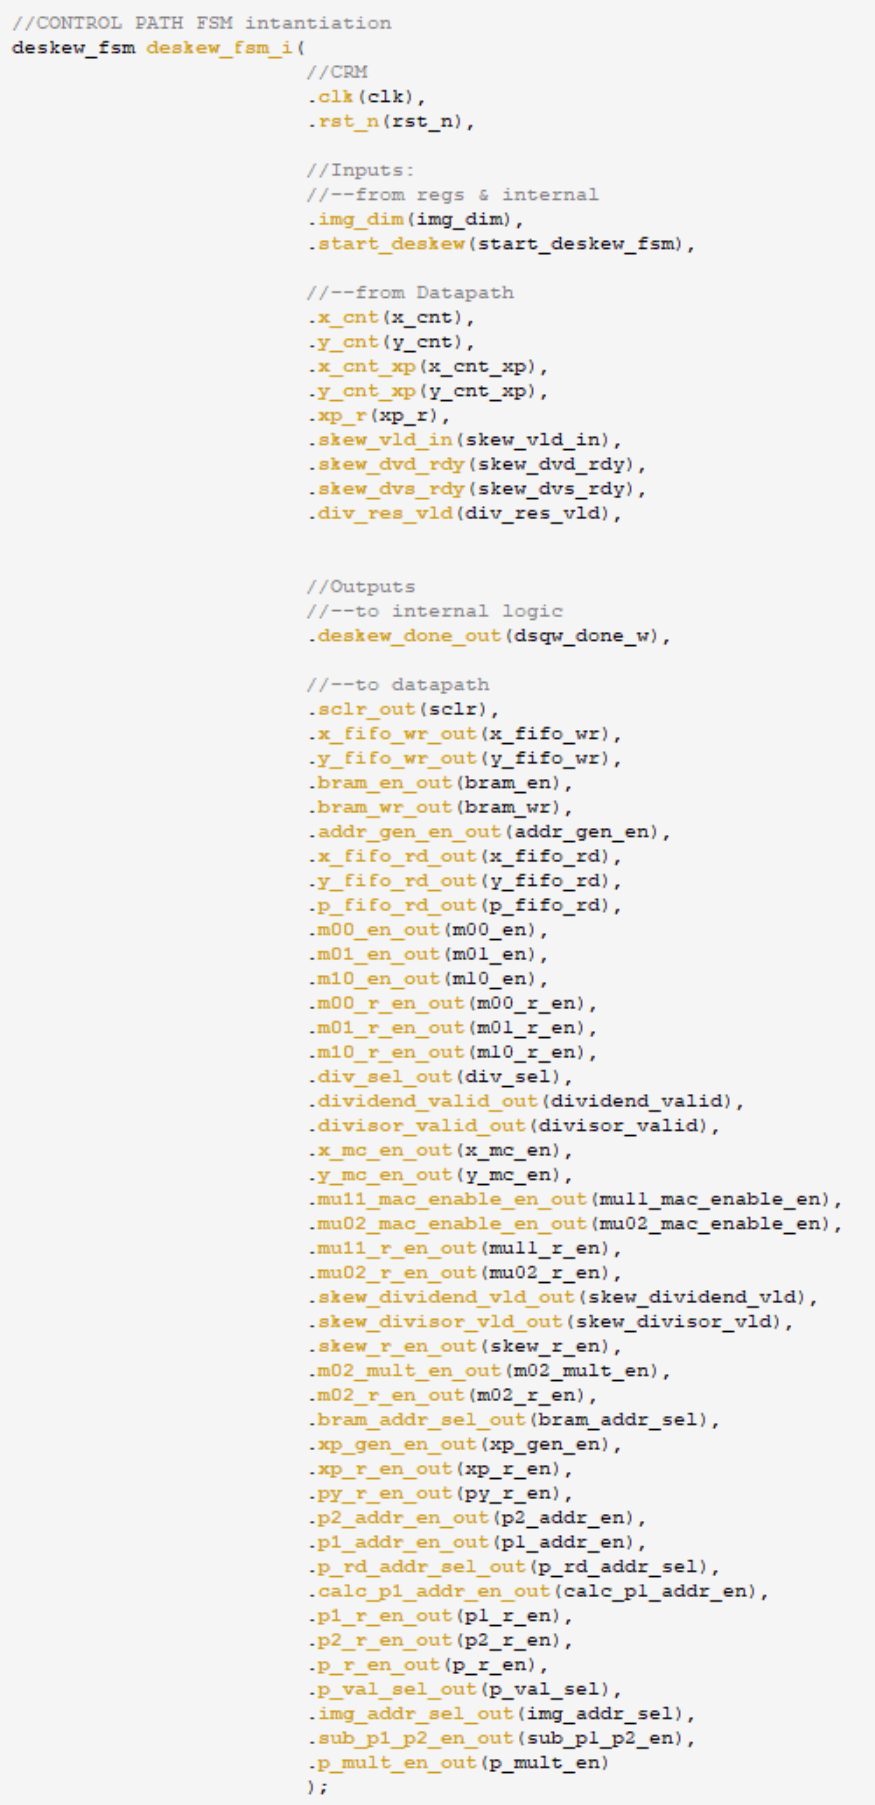 //CONTROL PATH FSM intantiation
deskew_fsm deskew_fsm_i(
//CRM
.clk(clk),
.rst_n(rst_n),
//Inputs:
//--from regs & internal
.img_dim(img_dim),
.start_deskew(start_deskew_fsm),
//--from Datapath
.x_cnt(x_cnt),
.y_cnt(y_cnt),
.x_cnt_xp(x_cnt_xp),
.y_cnt_xp(y_cnt_xp),
.xp_r(xp_r),
.skew_vld_in(skew_vld_in),
.skew_dvd_rdy(skew_dvd_rdy),
.skew_dvs_rdy(skew_dvs_rdy),
.div_res_vld(div_res_vld),
//Outputs
//--to internal logic
.deskew_done_out(dsqw_done_w),
//--to datapath
.sclr_out(sclr),
.x_fifo_wr_out(x_fifo_wr),
.y_fifo_wr_out(y_fifo_wr),
.bram_en_out(bram_en),
.bram_wr_out(bram_wr),
.addr_gen_en_out(addr_gen_en),
.x_fifo_rd_out(x_fifo_rd),
.y_fifo_rd_out(y_fifo_rd),
.p_fifo_rd_out(p_fifo_rd),
.m00_en_out(m00_en),
.m01_en_out(m01_en),
.m10_en_out(m10_en),
.m00_r_en_out(m00_r_en),
.m01_r_en_out(m01_r_en),
.m10_r_en_out(m10_r_en),
.div_sel_out(div_sel),
.dividend_valid_out(dividend_valid),
.divisor_valid_out(divisor_valid),
.x_mc_en_out(x_mc_en),
.y_mc_en_out(y_mc_en),
.mu11_mac_enable_en_out(mu11_mac_enable_en),
.mu02_mac_enable_en_out(mu02_mac_enable_en),
.mu11_r_en_out(mu11_r_en),
.mu02_r_en_out(mu02_r_en),
.skew_dividend_vld_out(skew_dividend_vld),
.skew_divisor_vld_out(skew_divisor_vld),
.skew_r_en_out(skew_r_en),
.m02_mult_en_out(m02_mult_en),
.m02_r_en_out(m02_r_en),
.bram_addr_sel_out(bram_addr_sel),
.xp_gen_en_out(xp_gen_en),
.xp_r_en_out(xp_r_en),
.py_r_en_out(py_r_en),
.p2_addr_en_out(p2_addr_en),
.p1_addr_en_out(p1_addr_en),
.p_rd_addr_sel_out(p_rd_addr_sel),
.calc_p1_addr_en_out(calc_p1_addr_en),
.p1_r_en_out(p1_r_en),
.p2_r_en_out(p2_r_en),
.p_r_en_out(p_r_en),
.p_val_sel_out(p_val_sel),
.img_addr_sel_out(img_addr_sel),
.sub_p1_p2_en_out(sub_p1_p2_en),
.p_mult_en_out(p_mult_en)
);